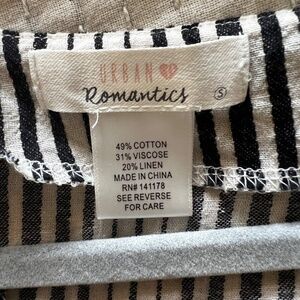 URBAN
Romantics
S
49% COTTON
31% VISCOSE
20% LINEN
MADE IN CHINA
RN# 141178
SEE REVERSE
FOR CARE